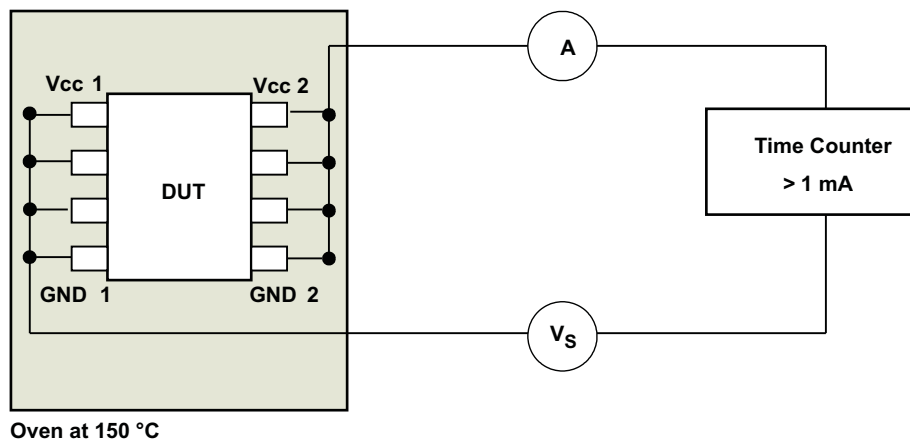 A
Vcc 1
Vcc 2
Time Counter
> 1 mA
DUT
GND 1
GND 2
VS
Oven at 150 °C